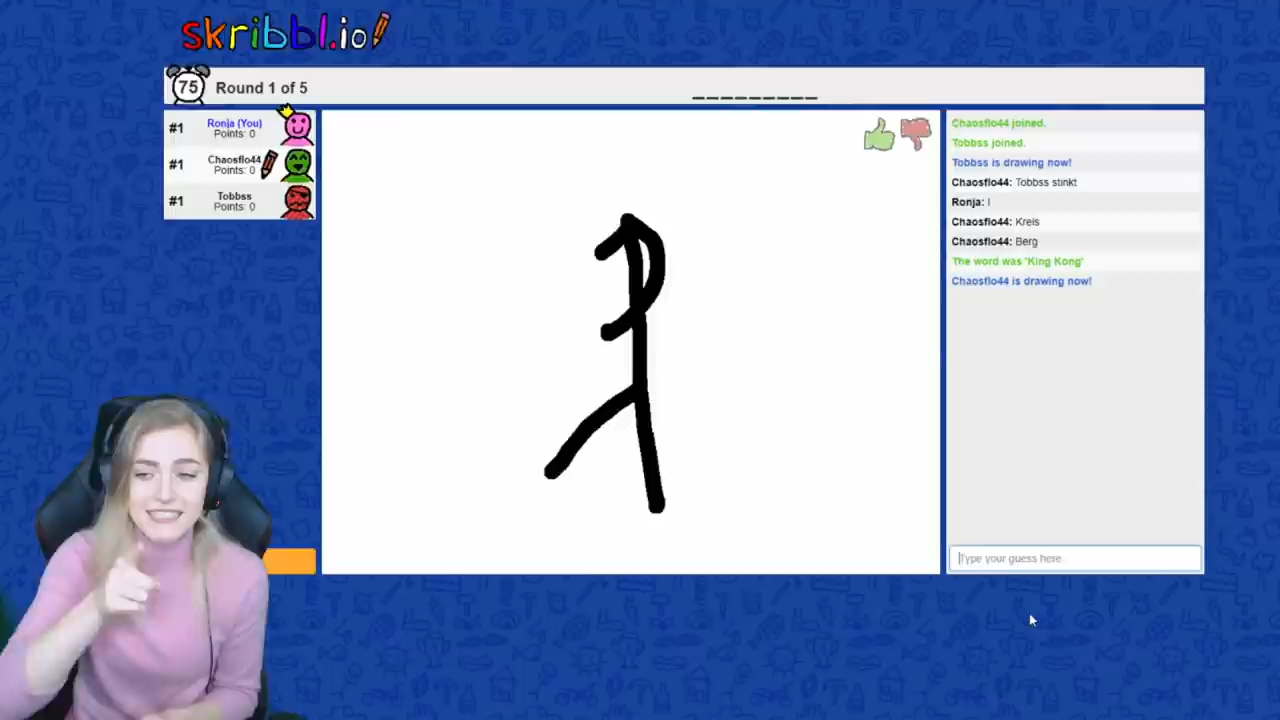 skribbl.io
75
Round 1 of 5
_________
#1
Ronja (You)
Points: 0
#1
Chaosflo44
Points: 0
#1
Tobbss
Points: 0
Chaosflo44 joined.
Tobbss joined.
Tobbss is drawing now!
Chaosflo44: Tobbss stinkt
Ronja: I
Chaosflo44: Kreis
Chaosflo44: Berg
The word was 'King Kong'
Chaosflo44 is drawing now!
Type your guess here...